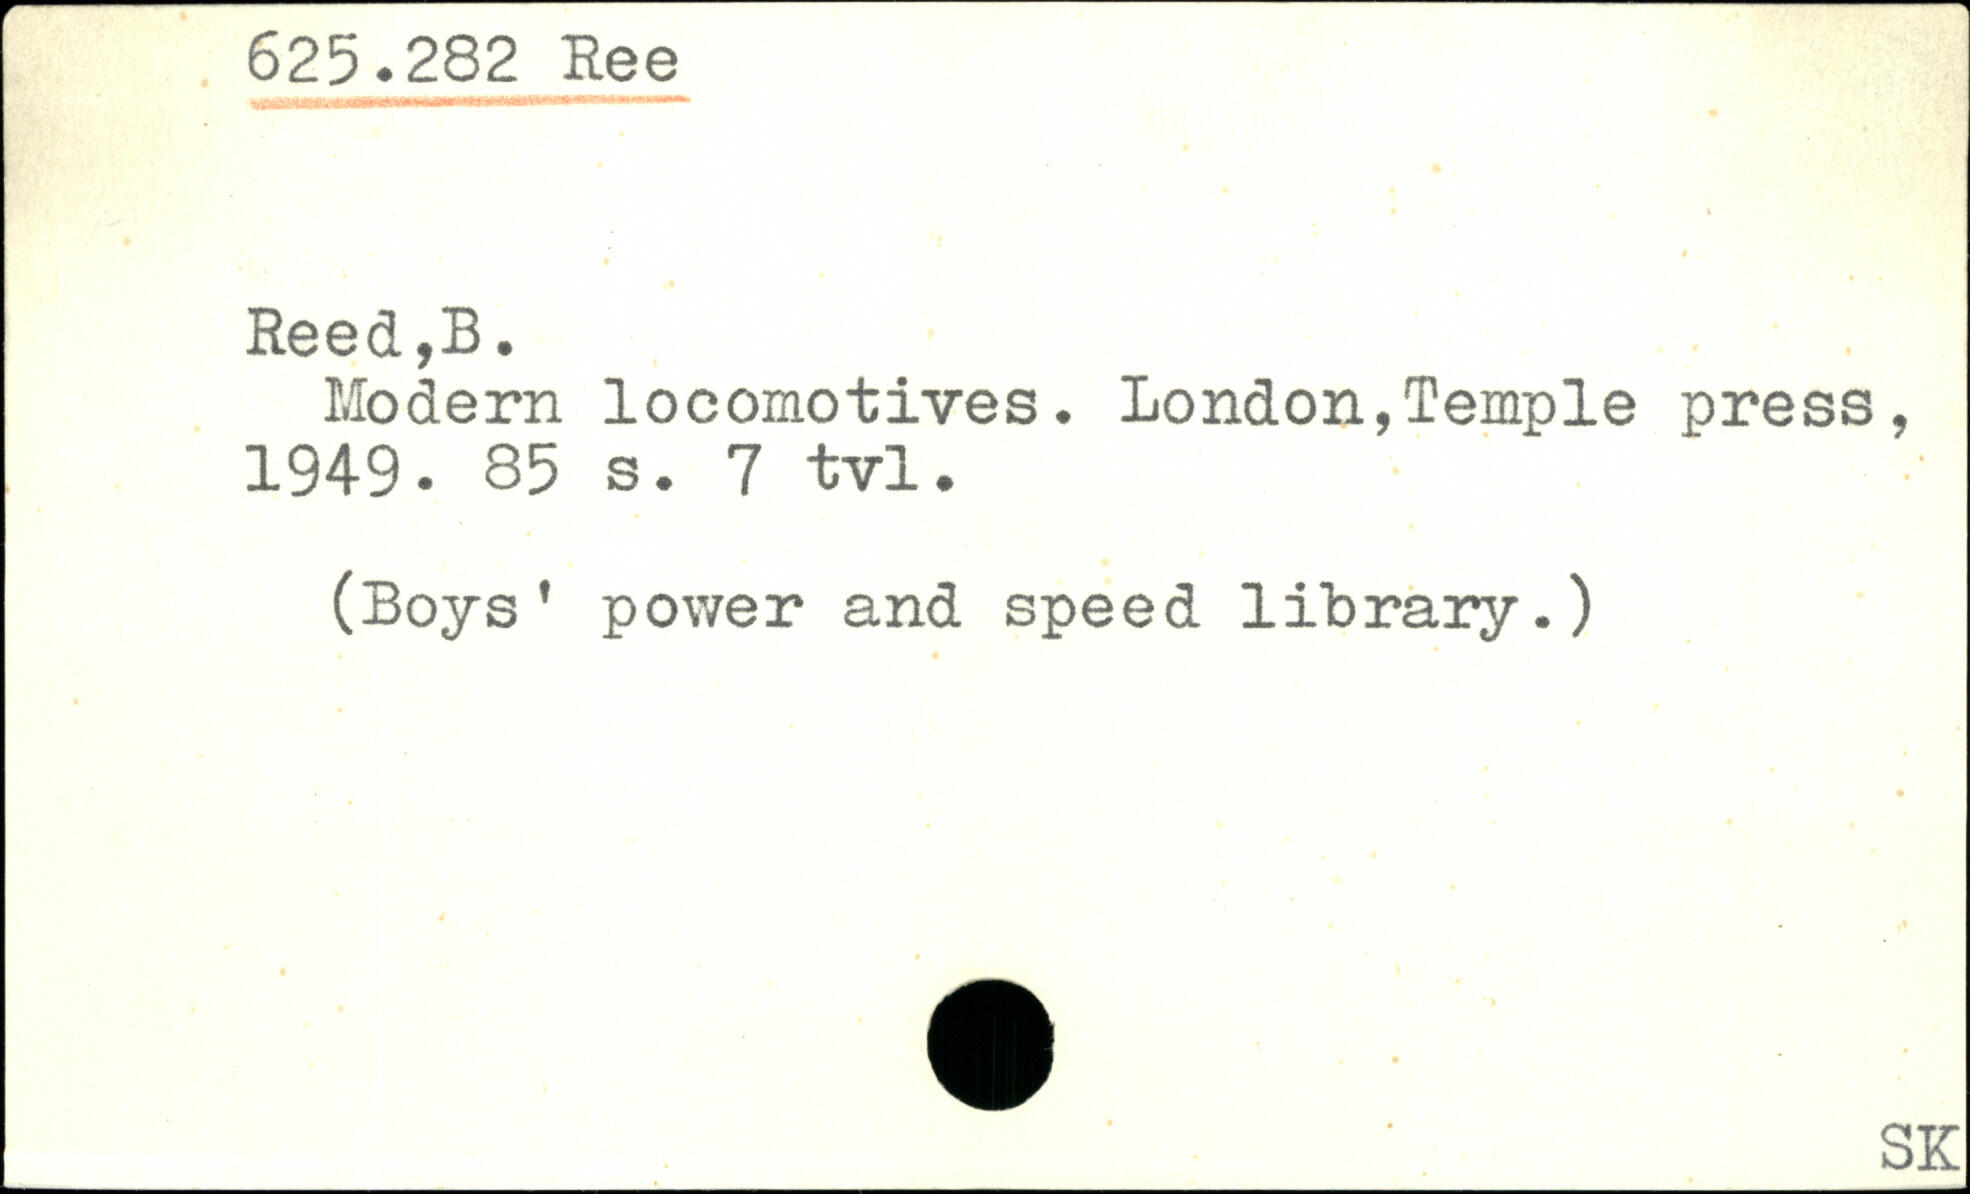 625.282 Ree
Reed,B.
Modern locomotives. London,Temple press,
1949. 85 s. 7 tvl.
(Boys' power and speed library.)
SK